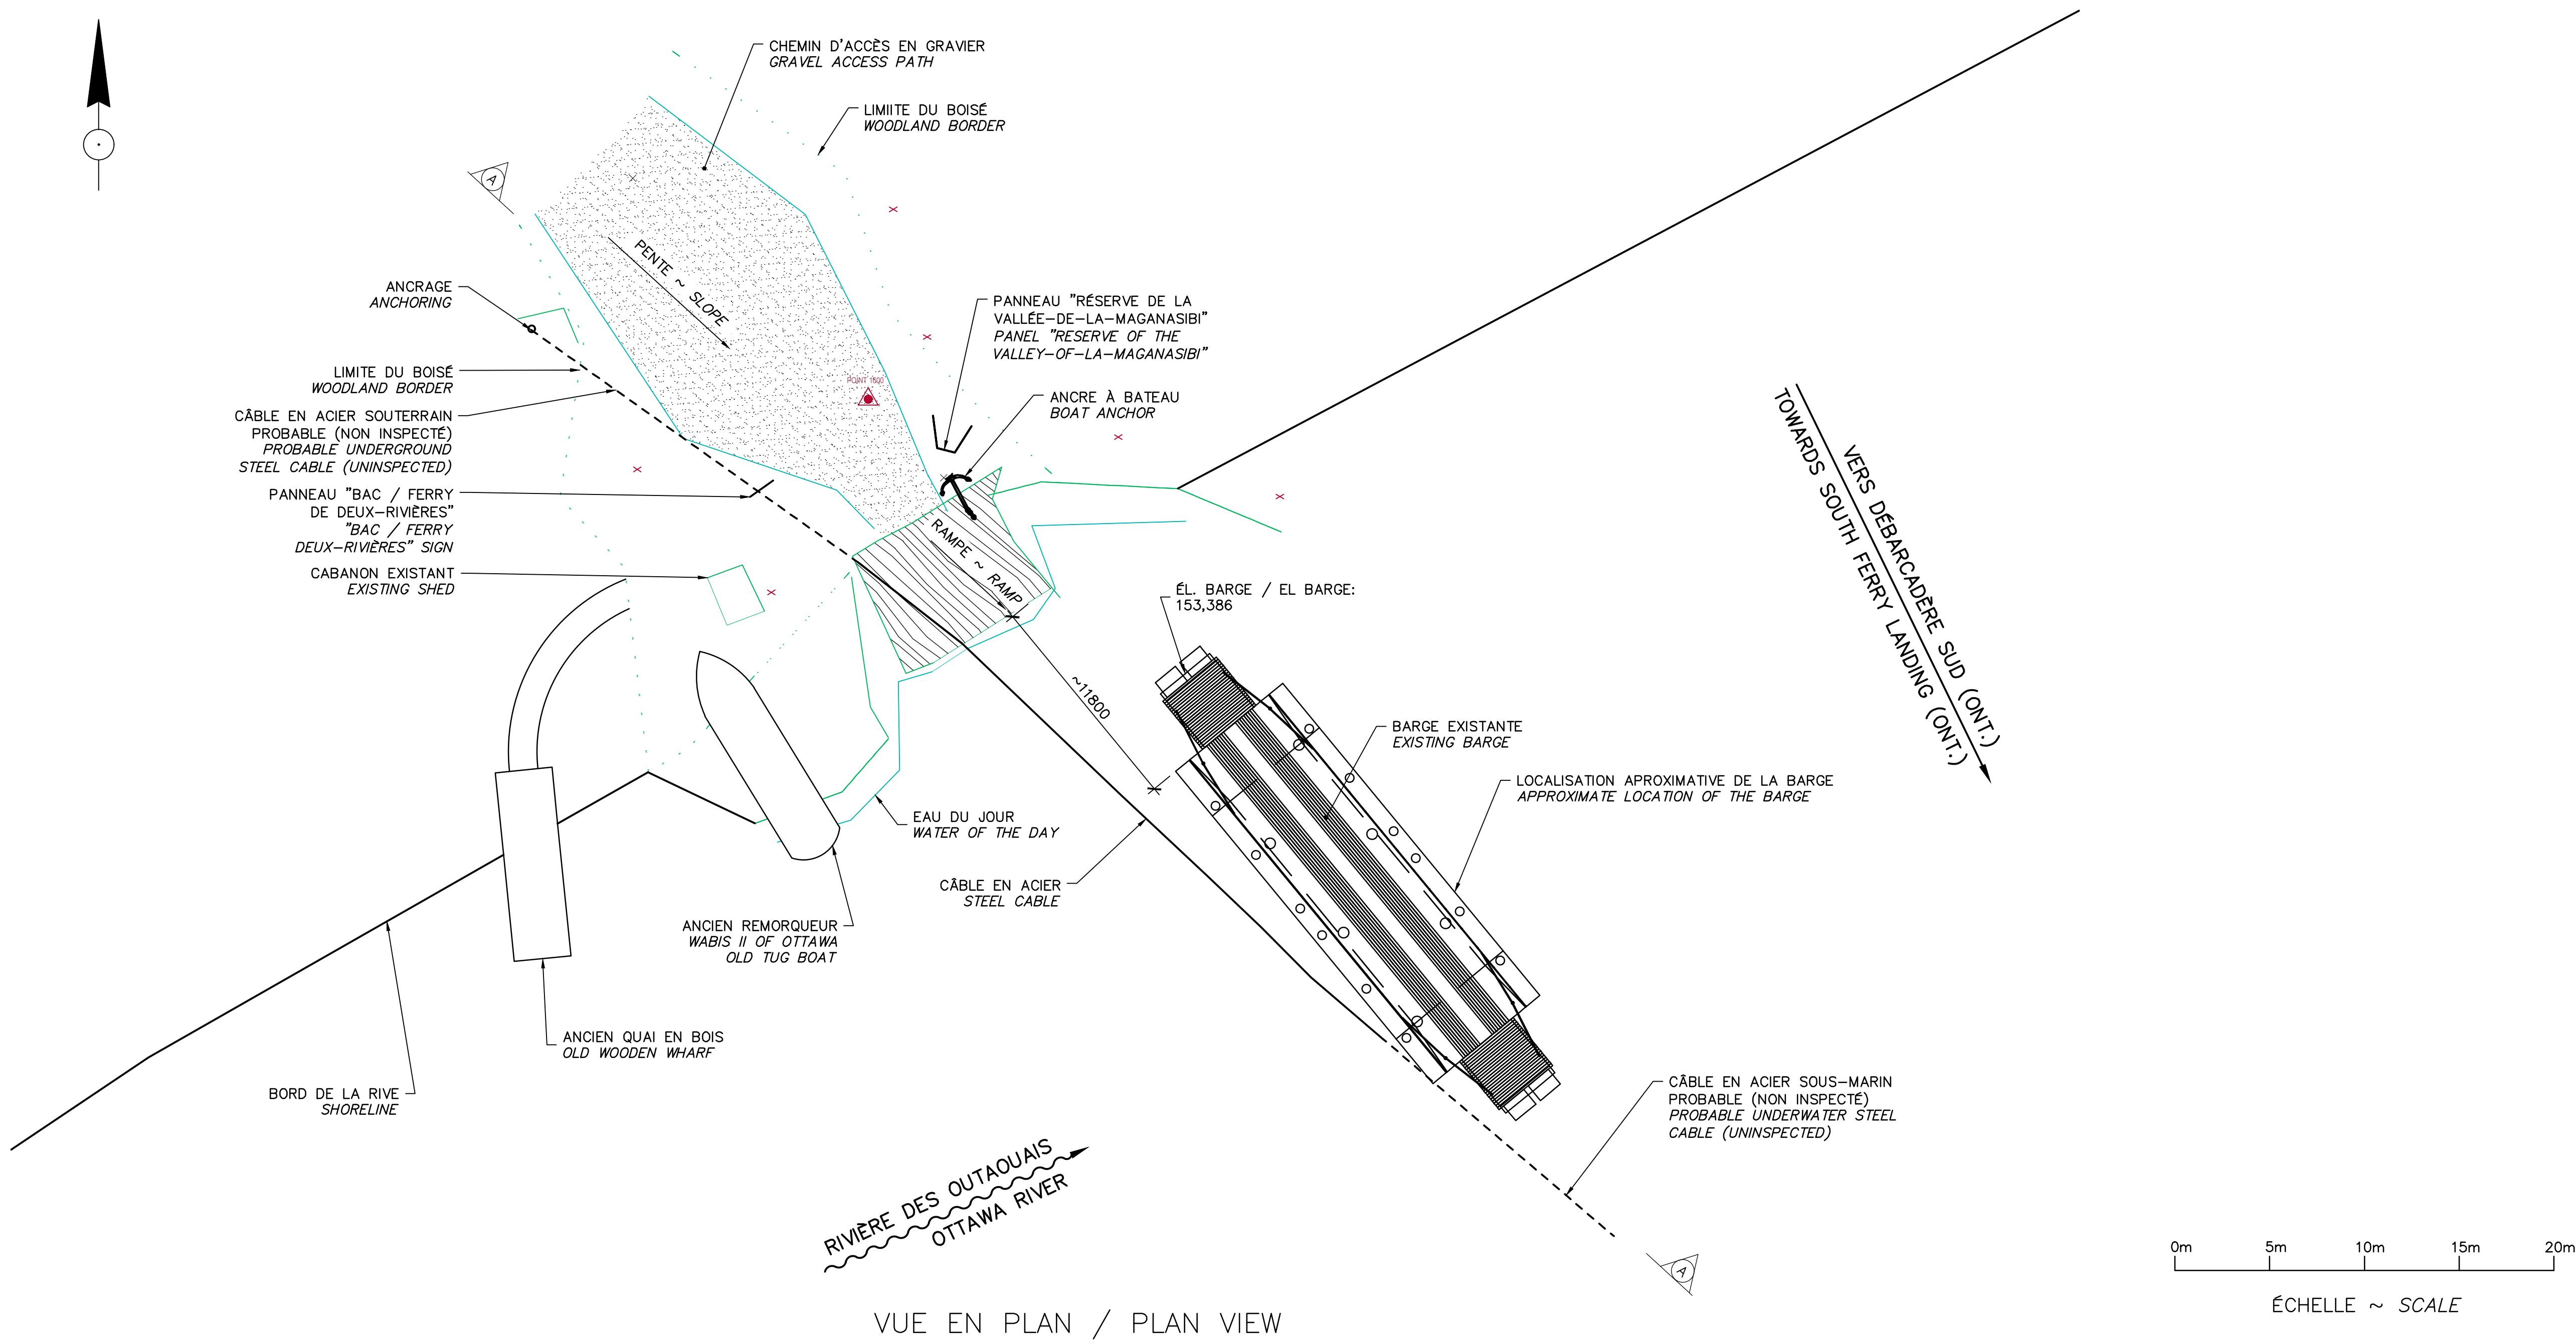 CHEMIN D'ACCÈS EN GRAVIER
GRAVEL ACCESS PATH
LIMIITE DU BOISÉ
WOODLAND BORDER
A
PENTE ~ SLOPE
ANCRAGE
ANCHORING
PANNEAU "RÉSERVE DE LA
VALLÉE-DE-LA-MAGANASIBI"
PANEL "RESERVE OF THE
VALLEY-OF-LA-MAGANASIBI"
LIMITE DU BOISÉ
WOODLAND BORDER
POINT 1000
ANCRE À BATEAU
BOAT ANCHOR
CÂBLE EN ACIER SOUTERRAIN
PROBABLE (NON INSPECTÉ)
PROBABLE UNDERGROUND
STEEL CABLE (UNINSPECTED)
PANNEAU "BAC / FERRY
DE DEUX-RIVIÈRES"
"BAC / FERRY
DEUX-RIVIÈRES" SIGN
CABANON EXISTANT
EXISTING SHED
RAMPE ~ RAMP
ÉL. BARGE / EL BARGE:
153,386
~11800
VERS DÉBARCADÈRE SUD (ONT.)
TOWARDS SOUTH FERRY LANDING (ONT.)
BARGE EXISTANTE
EXISTING BARGE
LOCALISATION APROXIMATIVE DE LA BARGE
APPROXIMATE LOCATION OF THE BARGE
EAU DU JOUR
WATER OF THE DAY
CÂBLE EN ACIER
STEEL CABLE
ANCIEN REMORQUEUR
WABIS II OF OTTAWA
OLD TUG BOAT
ANCIEN QUAI EN BOIS
OLD WOODEN WHARF
BORD DE LA RIVE
SHORELINE
CÂBLE EN ACIER SOUS-MARIN
PROBABLE (NON INSPECTÉ)
PROBABLE UNDERWATER STEEL
CABLE (UNINSPECTED)
RIVIÈRE DES OUTAOUAIS
OTTAWA RIVER
A
0m 5m 10m 15m 20m
ÉCHELLE ~ SCALE
VUE EN PLAN / PLAN VIEW